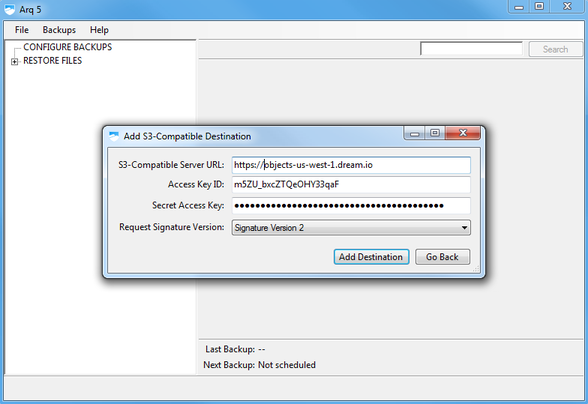 Arq 5
File Backups Help
CONFIGURE BACKUPS
RESTORE FILES
Search
Add S3-Compatible Destination
S3-Compatible Server URL: https://objects-us-west-1.dream.io
Access Key ID: m5ZU_bxcZTQeOHY33qaF
Secret Access Key: ●●●●●●●●●●●●●●●●●●●●●●●●●●●●●●●●●●●●●●●●
Request Signature Version: Signature Version 2
Add Destination Go Back
Last Backup: --
Next Backup: Not scheduled